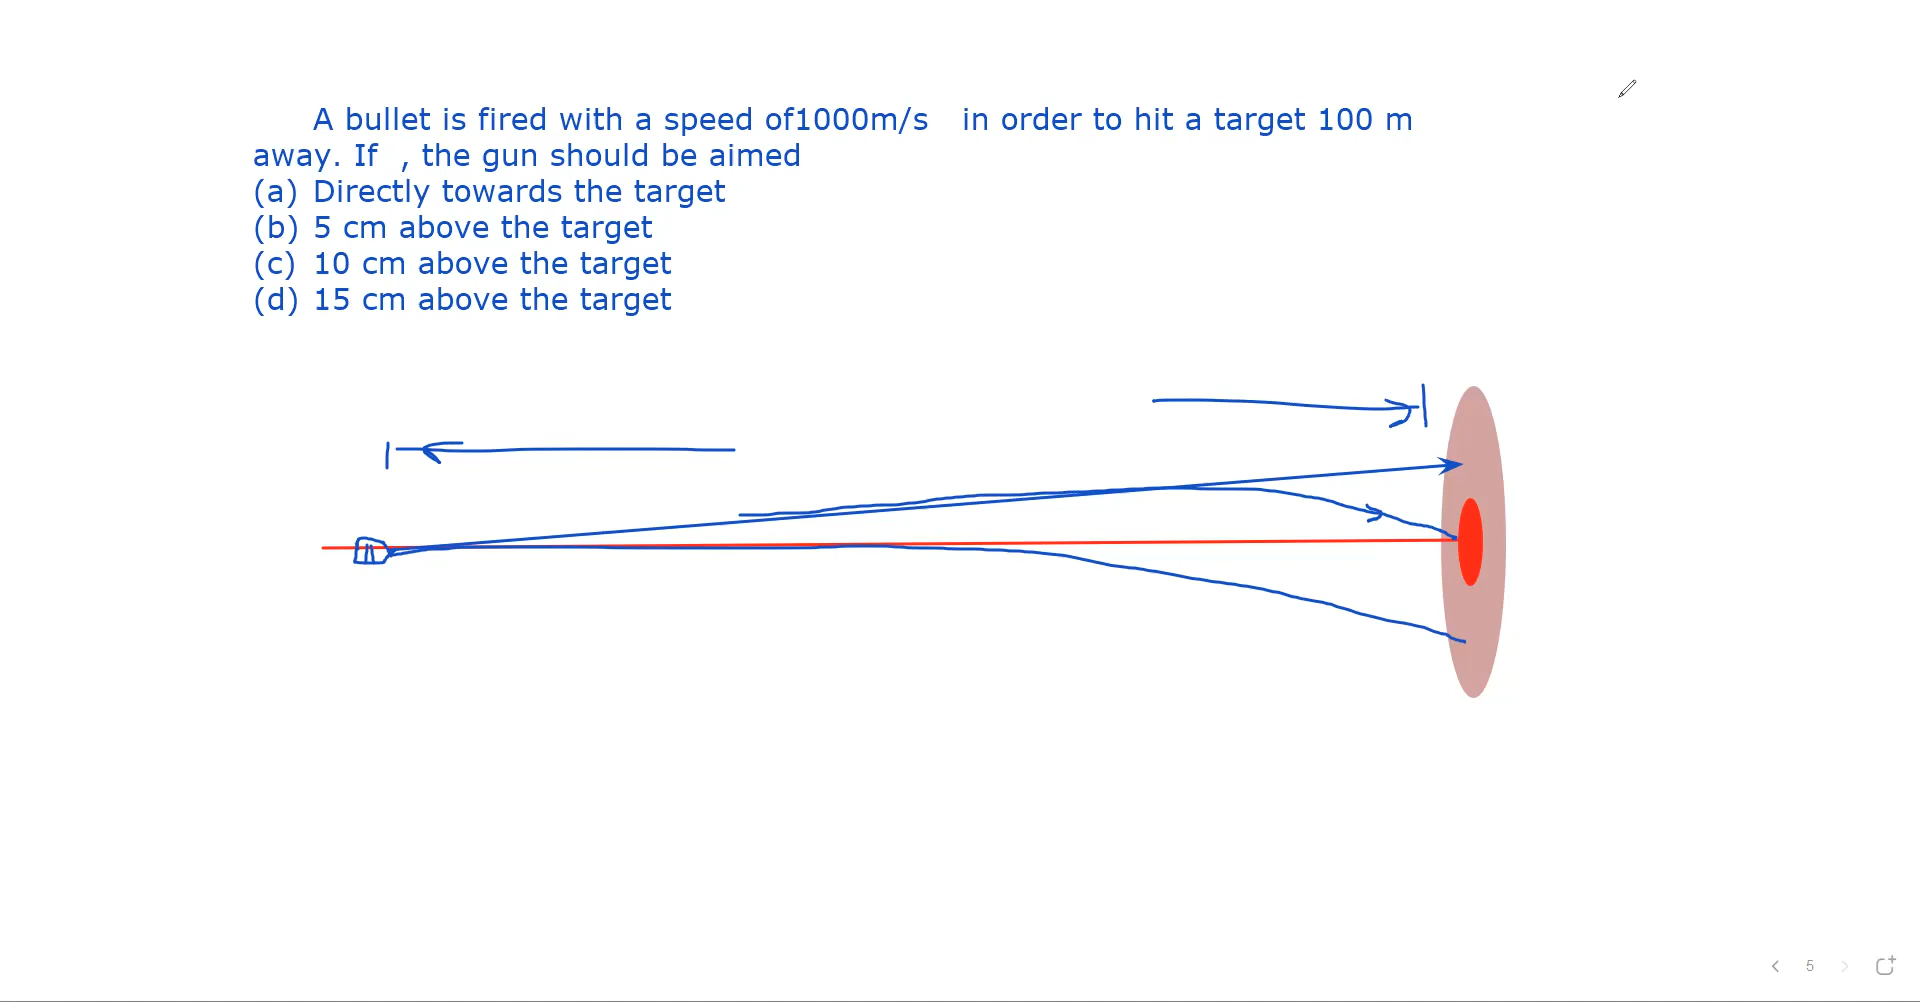 A bullet is fired with a speed of1000m/s in order to hit a target 100 m
away. If , the gun should be aimed
(a) Directly towards the target
(b) 5 cm above the target
(c) 10 cm above the target
(d) 15 cm above the target
5